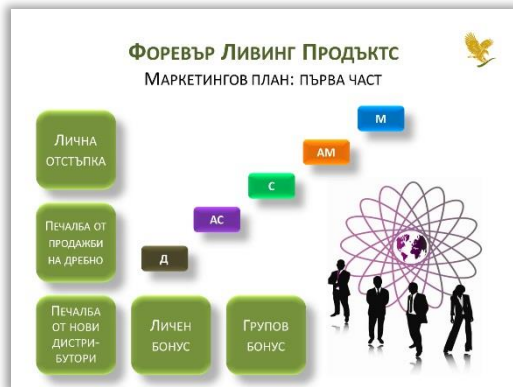 Форевър Ливинг Продъктс
Маркетингов план: първа част
М
Лична
отстъпка
АМ
С
Печалба от
продажби
на дребно
АС
Д
Печалба
от нови
дистри-
бутори
Личен
бонус
Групов
бонус